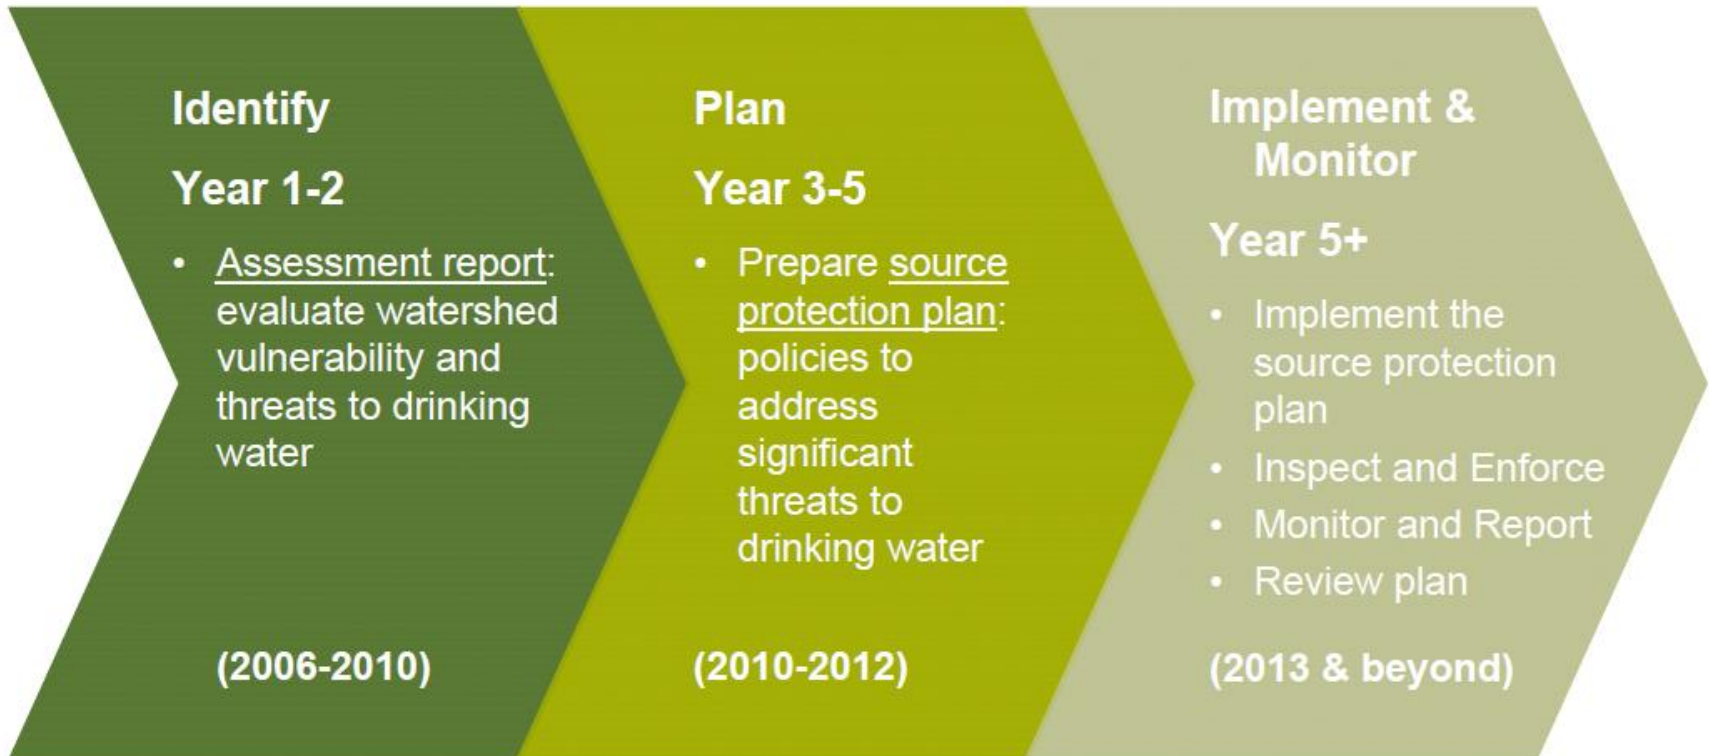 Identify
Year 1-2
• Assessment report:
evaluate watershed
vulnerability and
threats to drinking
water
(2006-2010)
Plan
Year 3-5
• Prepare source
protection plan:
policies to
address
significant
threats to
drinking water
(2010-2012)
Implement &
Monitor
Year 5+
• Implement the
source protection
plan
• Inspect and Enforce
• Monitor and Report
• Review plan
(2013 & beyond)